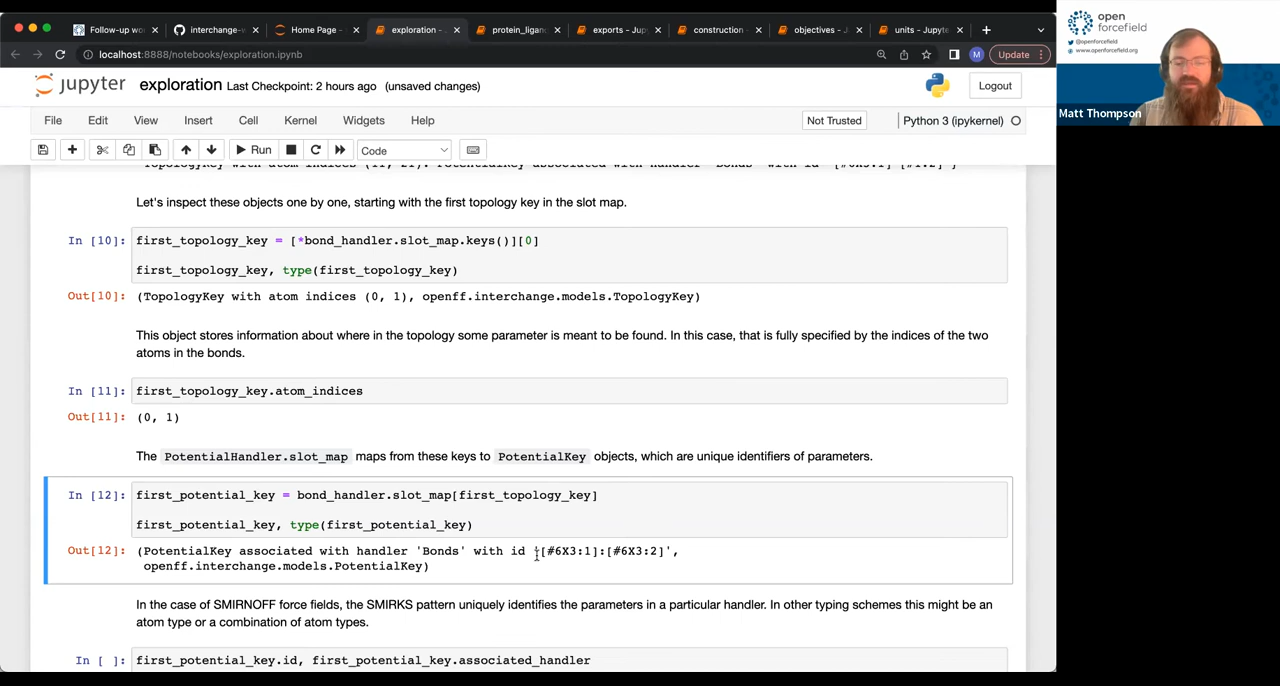 Follow-up wo
interchange-v
Home Page -
exploration -
protein_ligan
exports - Jup
construction -
objectives - J
units - Jupyte
localhost:8888/notebooks/exploration.ipynb
M
Update
open
forcefield
@openforcefield
www.openforcefield.org
Matt Thompson
jupyter exploration Last Checkpoint: 2 hours ago (unsaved changes)
Logout
File Edit View Insert Cell Kernel Widgets Help
Not Trusted
Python 3 (ipykernel)
Run
Code
Let's inspect these objects one by one, starting with the first topology key in the slot map.
In [10]: first_topology_key = [*bond_handler.slot_map.keys()][0]
first_topology_key, type(first_topology_key)
Out[10]: (TopologyKey with atom indices (0, 1), openff.interchange.models.TopologyKey)
This object stores information about where in the topology some parameter is meant to be found. In this case, that is fully specified by the indices of the two
atoms in the bonds.
In [11]: first_topology_key.atom_indices
Out[11]: (0, 1)
The PotentialHandler.slot_map maps from these keys to PotentialKey objects, which are unique identifiers of parameters.
In [12]: first_potential_key = bond_handler.slot_map[first_topology_key]
first_potential_key, type(first_potential_key)
Out[12]: (PotentialKey associated with handler 'Bonds' with id '[#6X3:1]:[#6X3:2]',
openff.interchange.models.PotentialKey)
In the case of SMIRNOFF force fields, the SMIRKS pattern uniquely identifies the parameters in a particular handler. In other typing schemes this might be an
atom type or a combination of atom types.
In [ ]: first_potential_key.id, first_potential_key.associated_handler